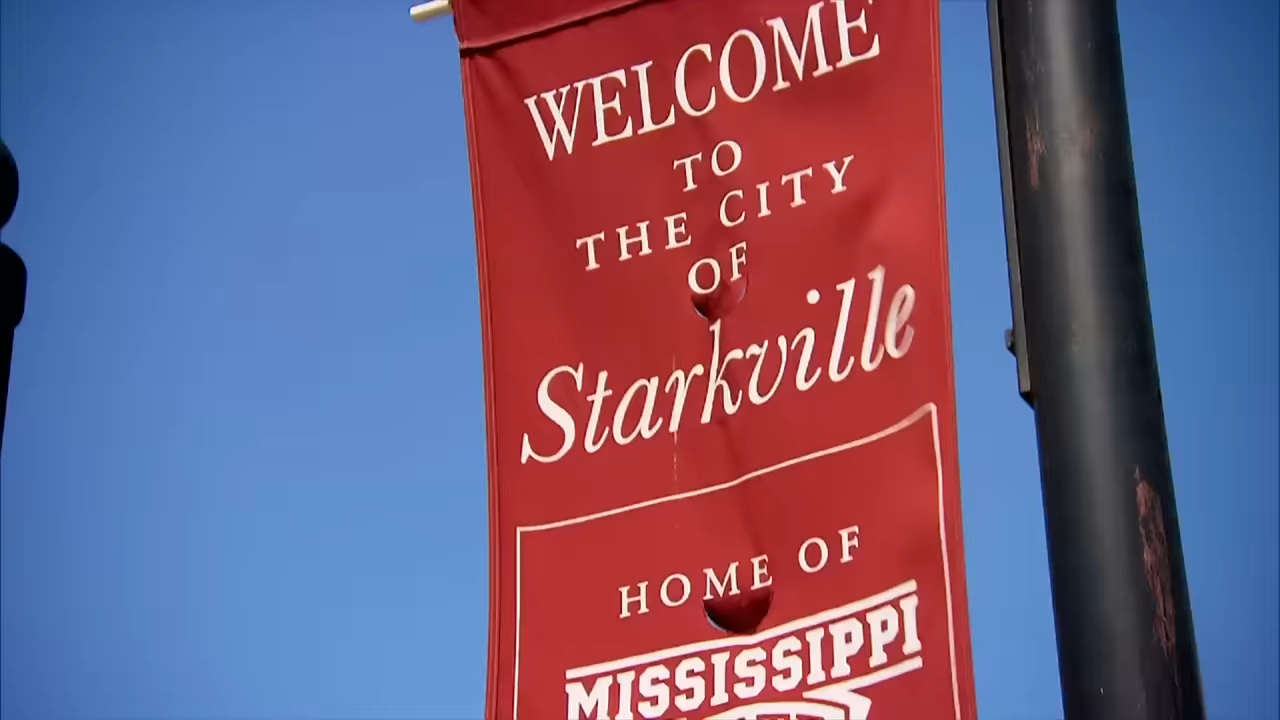 WELCOME
TO
THE CITY
OF
Starkville
HOME OF
MISSISSIPPI